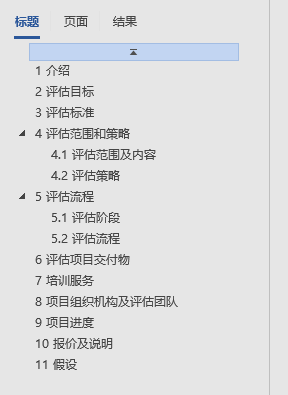 标题 页面 结果
1 介绍
2 评估目标
3 评估标准
4 评估范围和策略
4.1 评估范围及内容
4.2 评估策略
5 评估流程
5.1 评估阶段
5.2 评估流程
6 评估项目交付物
7 培训服务
8 项目组织机构及评估团队
9 项目进度
10 报价及说明
11 假设